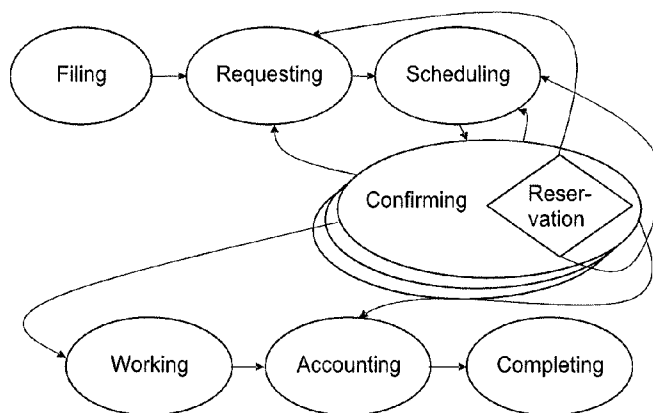 Filing
Requesting
Scheduling
Confirming
Reser-
vation
Working
Accounting
Completing